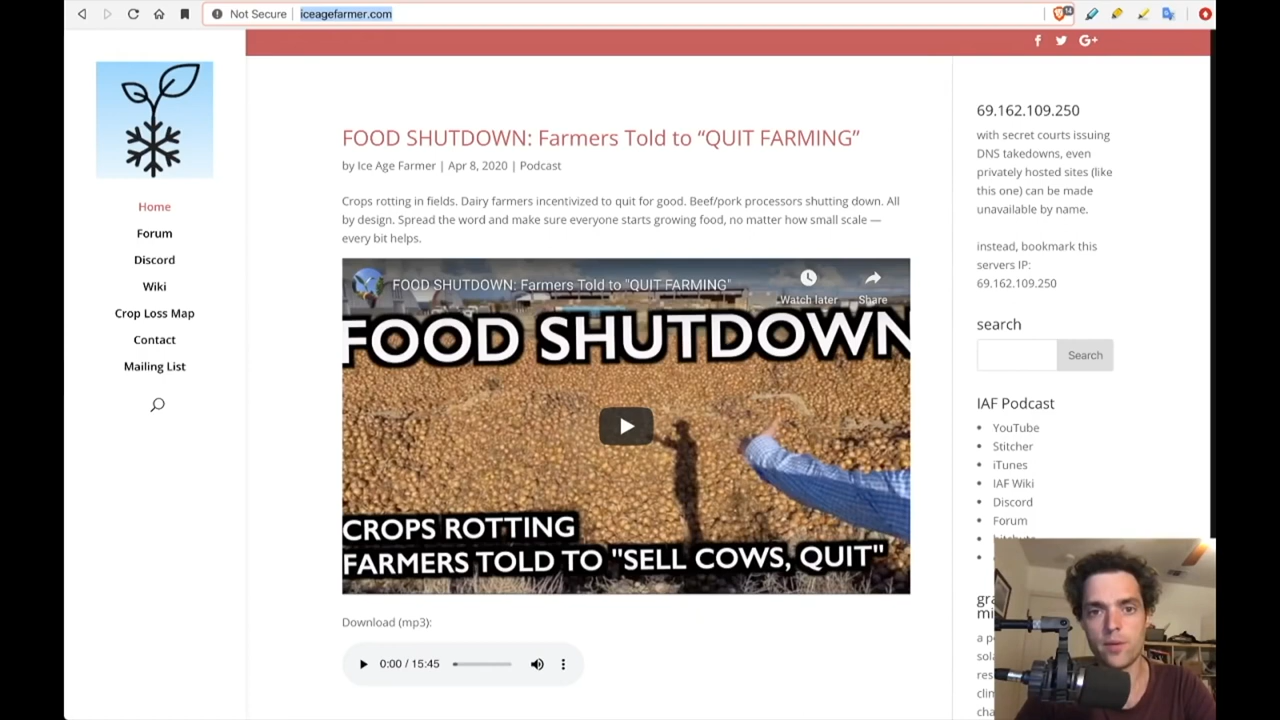 Not Secure
iceagefarmer.com
14
Home
Forum
Discord
Wiki
Crop Loss Map
Contact
Mailing List
FOOD SHUTDOWN: Farmers Told to “QUIT FARMING”
by Ice Age Farmer | Apr 8, 2020 | Podcast
Crops rotting in fields. Dairy farmers incentivized to quit for good. Beef/pork processors shutting down. All
by design. Spread the word and make sure everyone starts growing food, no matter how small scale —
every bit helps.
FOOD SHUTDOWN: Farmers Told to "QUIT FARMING"
Watch later
Share
FOOD SHUTDOWN
CROPS ROTTING
FARMERS TOLD TO "SELL COWS, QUIT"
Download (mp3):
0:00 / 15:45
69.162.109.250
with secret courts issuing
DNS takedowns, even
privately hosted sites (like
this one) can be made
unavailable by name.
instead, bookmark this
servers IP:
69.162.109.250
search
Search
IAF Podcast
YouTube
Stitcher
iTunes
IAF Wiki
Discord
Forum